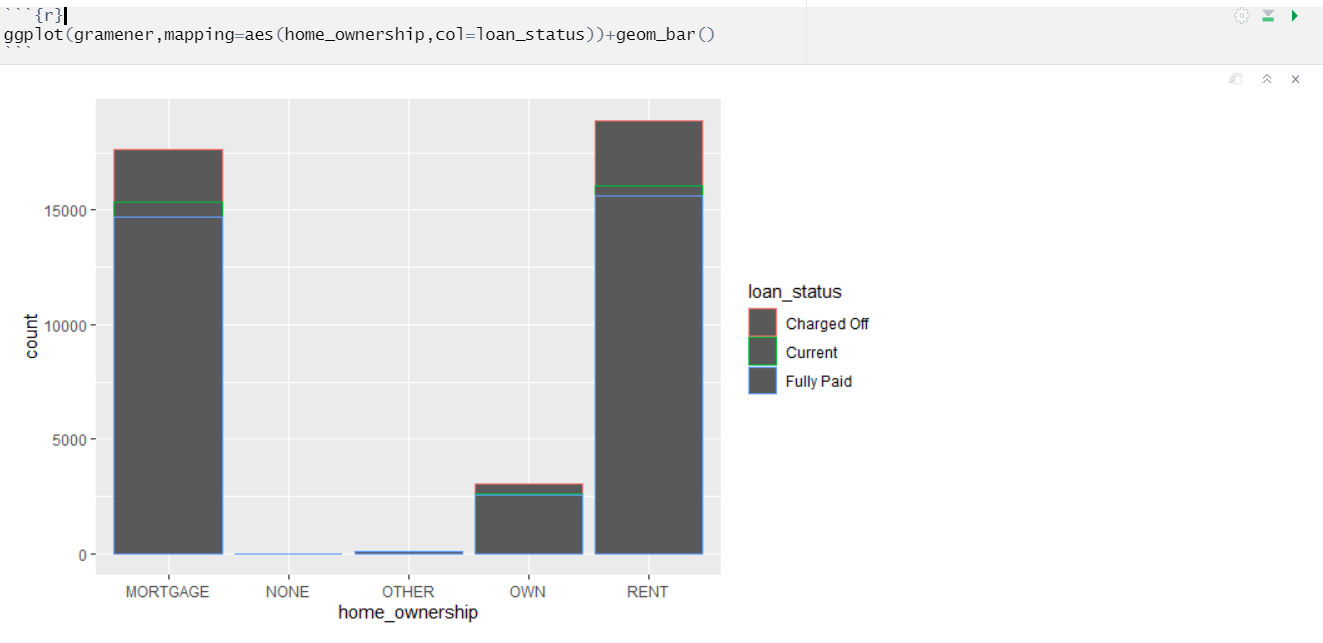 ```{r}
ggplot(gramener,mapping=aes(home_ownership,col=loan_status))+geom_bar()
```
15000
10000
5000
0
count
MORTGAGE NONE OTHER OWN RENT
home_ownership
loan_status
Charged Off
Current
Fully Paid